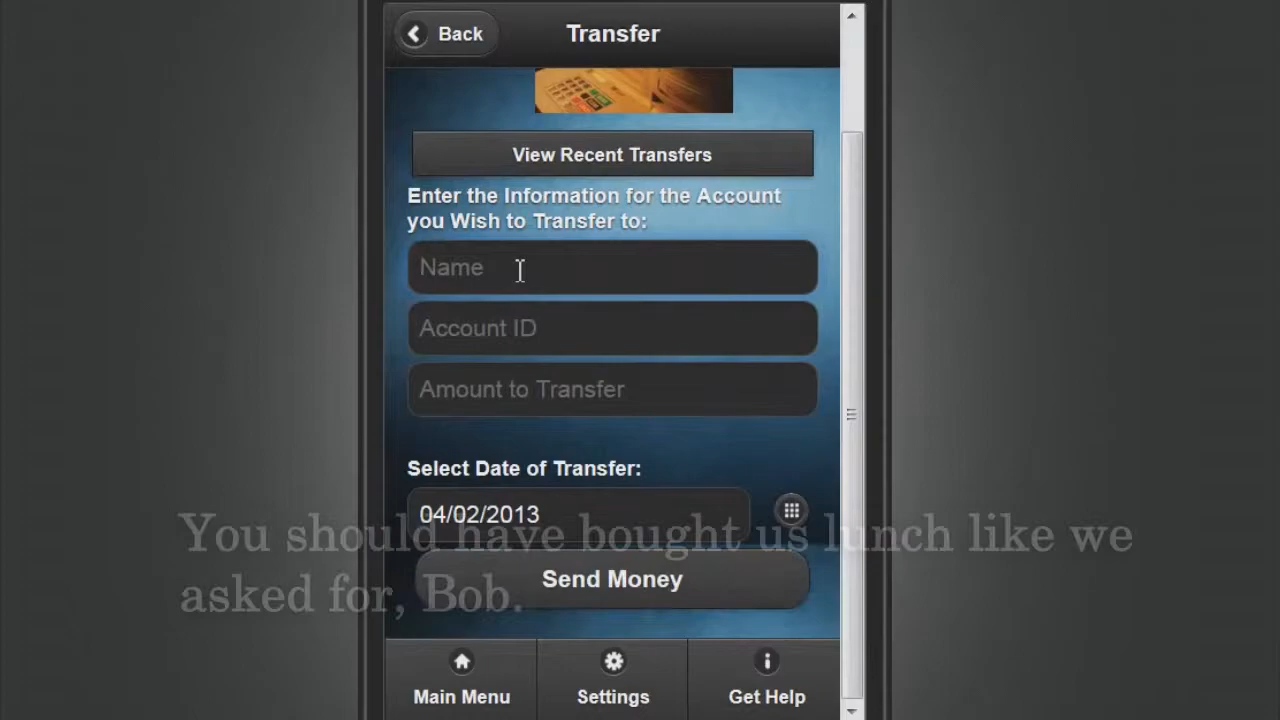 Back
Transfer
View Recent Transfers
Enter the Information for the Account
you Wish to Transfer to:
Name
Account ID
Amount to Transfer
Select Date of Transfer:
04/02/2013
You should have bought us lunch like we
asked for, Bob.
Send Money
Main Menu
Settings
Get Help